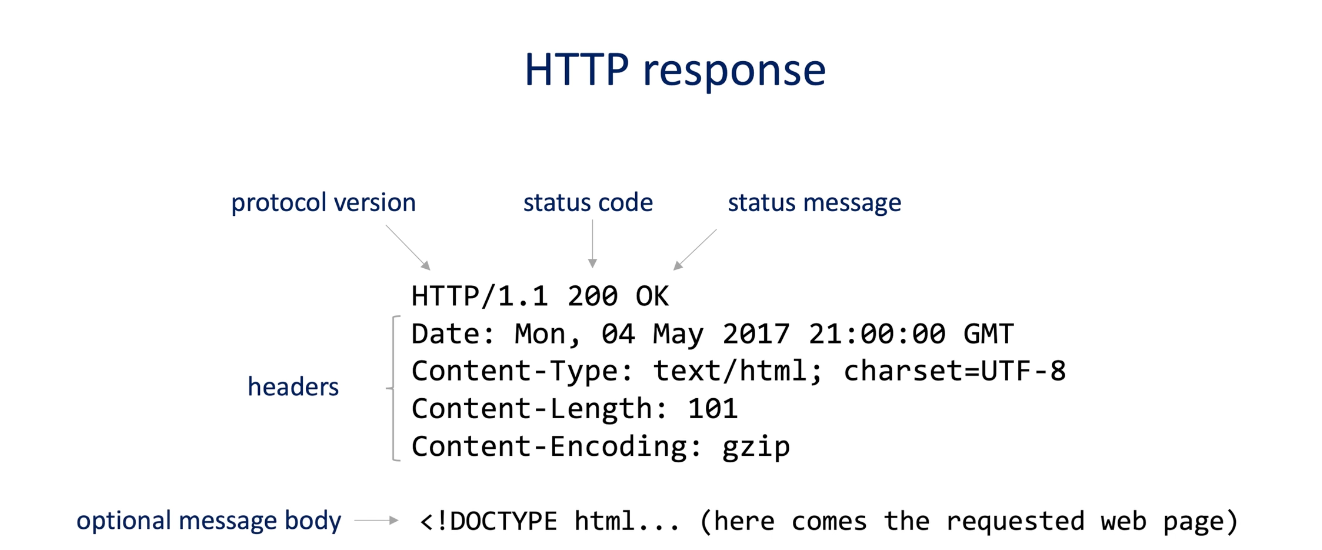 HTTP response
protocol version status code status message
HTTP/1.1 200 OK
Date: Mon, 04 May 2017 21:00:00 GMT
Content-Type: text/html; charset=UTF-8
headers
Content-Length: 101
Content-Encoding: gzip
optional message body <!DOCTYPE html... (here comes the requested web page)